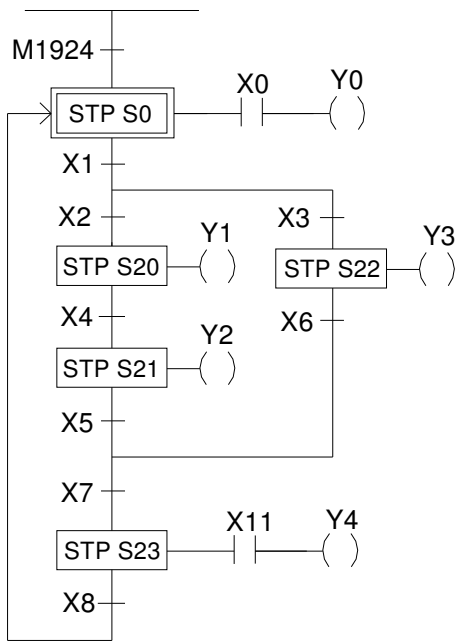 M1924
X0 Y0
STP S0
X1
X2 X3
Y1 Y3
STP S20 STP S22
X4 Y2 X6
STP S21
X5
X7
X11 Y4
STP S23
X8